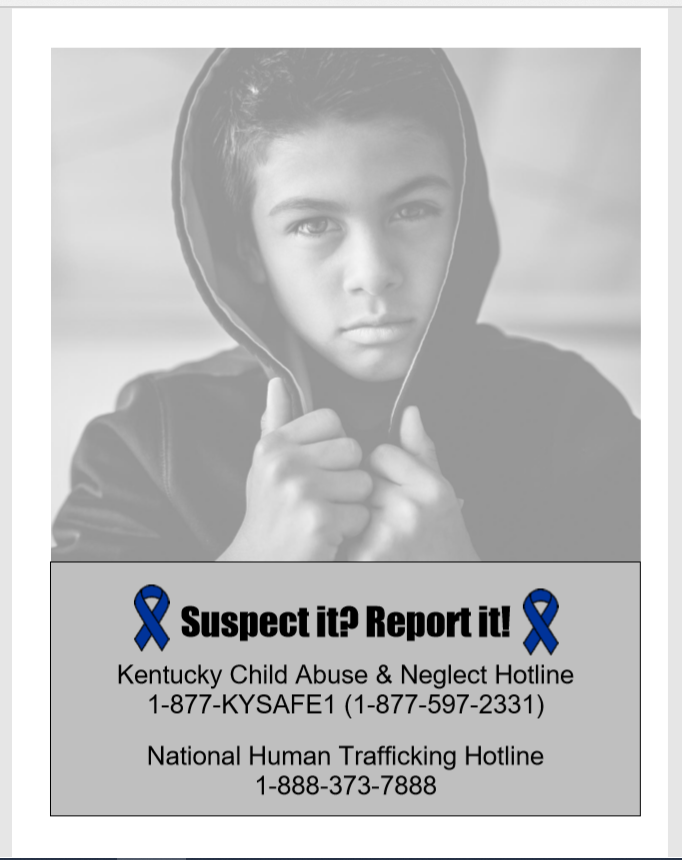 Suspect it? Report it!
Kentucky Child Abuse & Neglect Hotline
1-877-KYSAFE1 (1-877-597-2331)
National Human Trafficking Hotline
1-888-373-7888